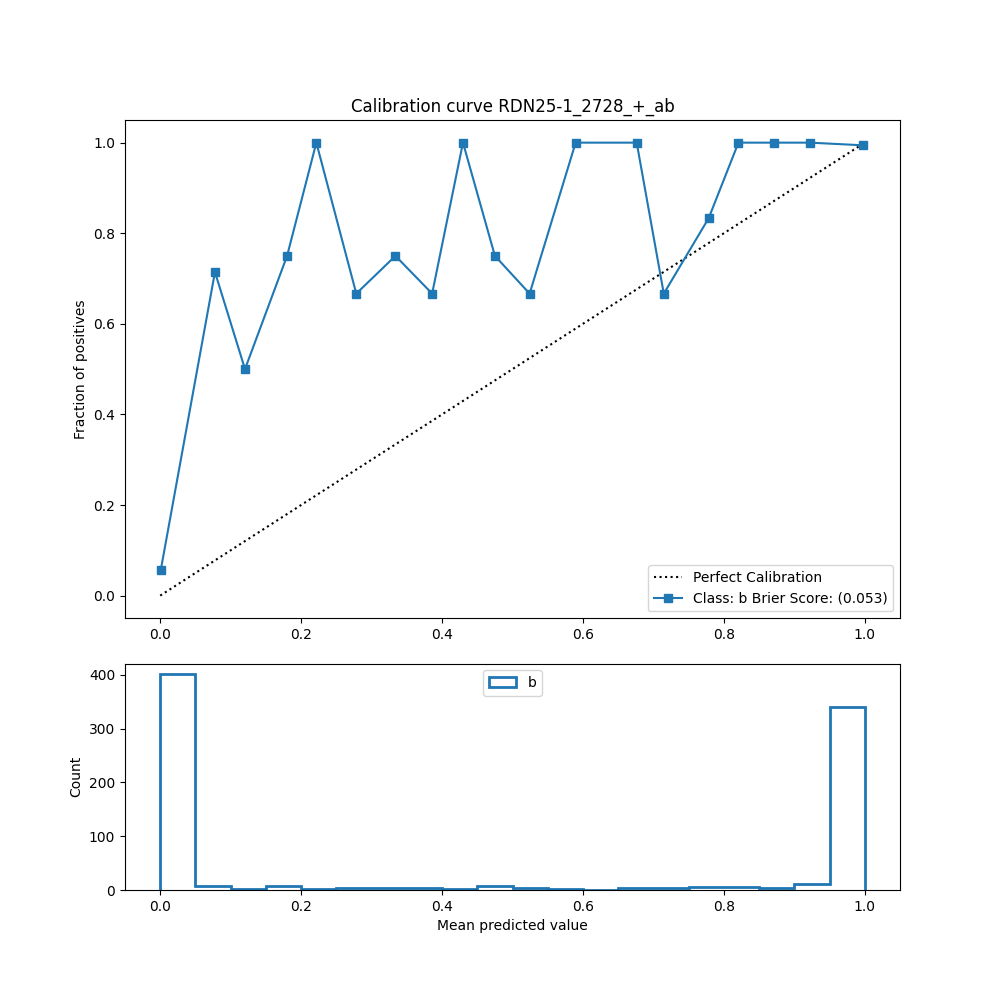 Calibration curve RDN25-1_2728_+_ab
1.0
0.8
0.6
0.4
0.2
0.0
Fraction of positives
Perfect Calibration
Class: b Brier Score: (0.053)
0.0 0.2 0.4 0.6 0.8 1.0
b
400
300
200
100
0
Count
0.0 0.2 0.4 0.6 0.8 1.0
Mean predicted value